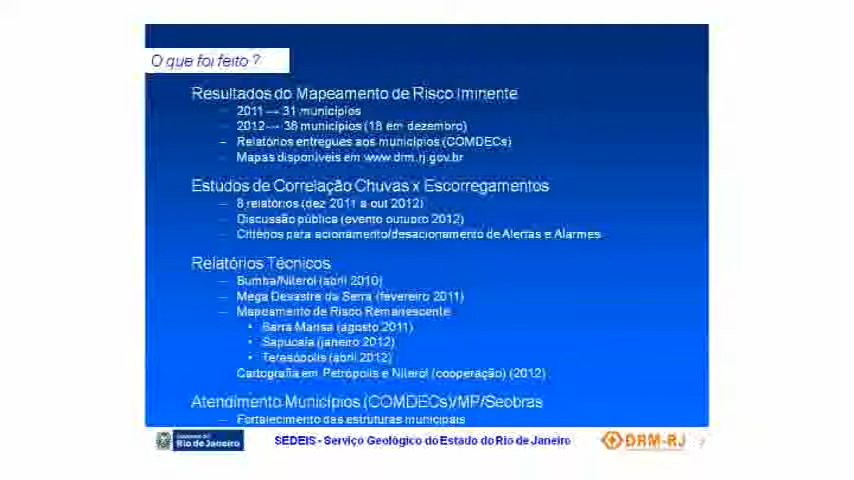 O que foi feito ?
Resultados do Mapeamento de Risco Iminente
– 2011 — 31 municípios
– 2012 — 36 municípios (18 em dezembro)
– Relatórios entregues aos municípios (COMDECs)
– Mapas disponíveis em www.drm.rj.gov.br
Estudos de Correlação Chuvas x Escorregamentos
– 8 relatórios (dez 2011 a out 2012)
– Discussão pública (evento outubro 2012)
– Critérios para acionamento/desacionamento de Alertas e Alarmes
Relatórios Técnicos
– Bumba/Niterol (abril 2010)
– Mega Desastre da Serra (fevereiro 2011)
– Mapeamento de Risco Remanescente
• Barra Mansa (agosto 2011)
• Sapucaia (janeiro 2012)
• Teresópolis (abril 2012)
Cartografia em Petrópolis e Niterol (cooperação) (2012)
Atendimento Municípios (COMDECs)/MP/Seobras
– Fortalecimento das estruturas municipais
Rio de Janeiro
SEDEIS - Serviço Geológico do Estado do Rio de Janeiro
DRM-RJ